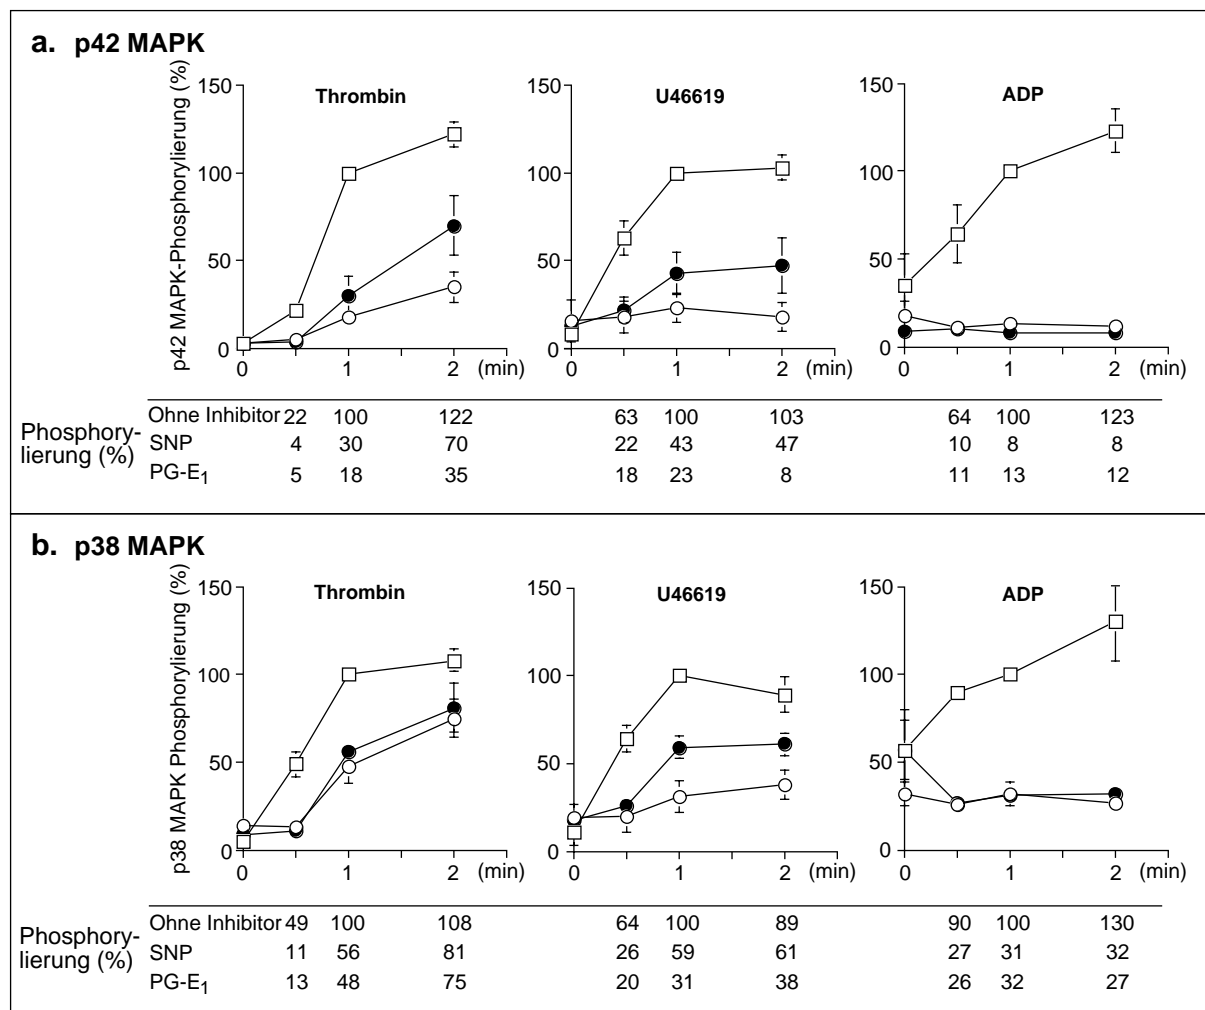 a. p42 MAPK
p42 MAPK-Phosphorylierung (%)
Thrombin
150
100
50
0
0 1 2 (min)
U46619
150
100
50
0
0 1 2 (min)
ADP
150
100
50
0
0 1 2 (min)
Phosphory-
lierung (%)
Ohne Inhibitor 22 100 122 63 100 103 64 100 123
SNP 4 30 70 22 43 47 10 8 8
PG-E1 5 18 35 18 23 8 11 13 12
b. p38 MAPK
p38 MAPK Phosphorylierung (%)
Thrombin
150
100
50
0
0 1 2 (min)
U46619
150
100
50
0
0 1 2 (min)
ADP
150
100
50
0
0 1 2 (min)
Phosphory-
lierung (%)
Ohne Inhibitor 49 100 108 64 100 89 90 100 130
SNP 11 56 81 26 59 61 27 31 32
PG-E1 13 48 75 20 31 38 26 32 27